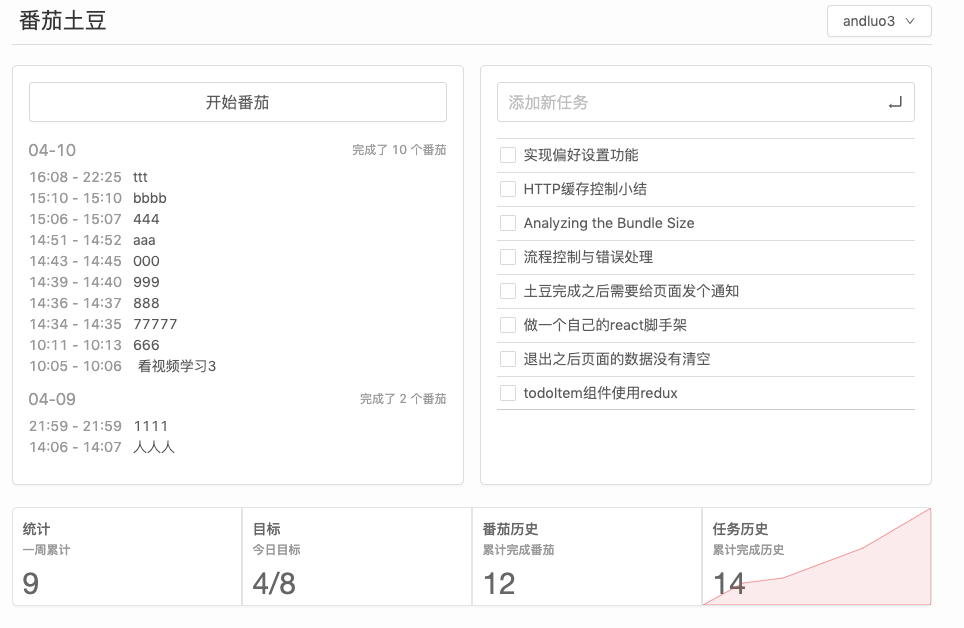 番茄土豆
andluo3
开始番茄
04-10 完成了 10 个番茄
16:08 - 22:25 ttt
15:10 - 15:10 bbbb
15:06 - 15:07 444
14:51 - 14:52 aaa
14:43 - 14:45 000
14:39 - 14:40 999
14:36 - 14:37 888
14:34 - 14:35 77777
10:11 - 10:13 666
10:05 - 10:06 看视频学习3
04-09 完成了 2 个番茄
21:59 - 21:59 1111
14:06 - 14:07 人人人
添加新任务
实现偏好设置功能
HTTP缓存控制小结
Analyzing the Bundle Size
流程控制与错误处理
土豆完成之后需要给页面发个通知
做一个自己的react脚手架
退出之后页面的数据没有清空
todoItem组件使用redux
统计
一周累计
9
目标
今日目标
4/8
番茄历史
累计完成番茄
12
任务历史
累计完成历史
14